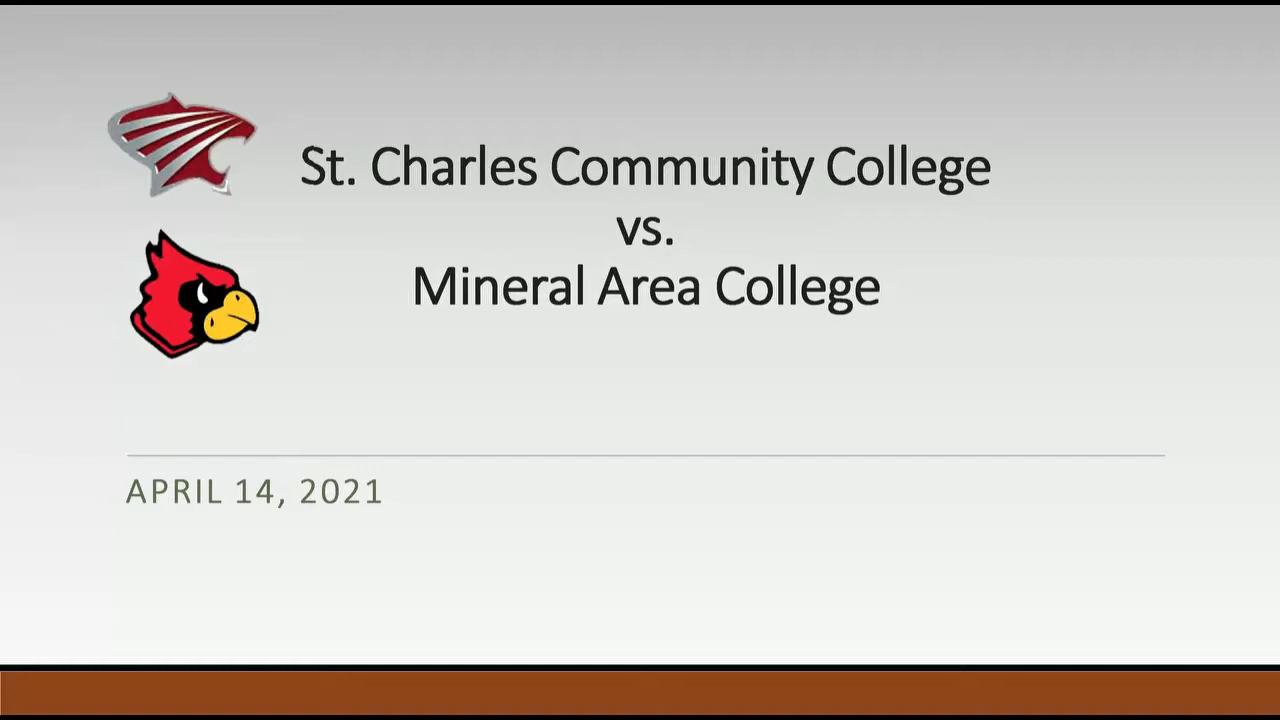 St. Charles Community College
vs.
Mineral Area College
APRIL 14, 2021